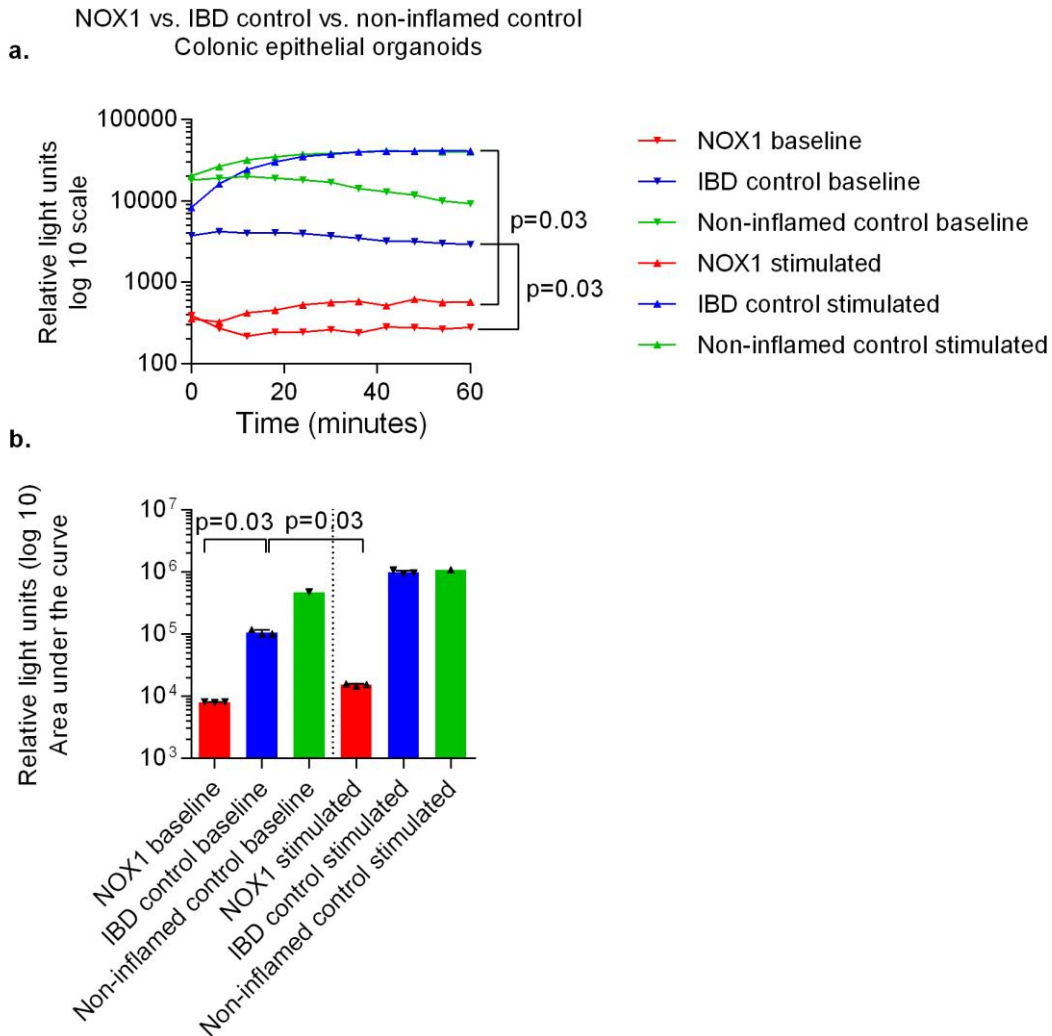 NOX1 vs. IBD control vs. non-inflamed control
Colonic epithelial organoids
a.
Relative light units
log 10 scale
100000
10000
1000
100
0
20
40
60
Time (minutes)
p=0.03
p=0.03
NOX1 baseline
IBD control baseline
Non-inflamed control baseline
NOX1 stimulated
IBD control stimulated
Non-inflamed control stimulated
b.
Relative light units (log 10)
Area under the curve
10⁷
10⁶
10⁵
10⁴
10³
p=0.03
p=0.03
NOX1 baseline
IBD control baseline
Non-inflamed control baseline
NOX1 stimulated
IBD control stimulated
Non-inflamed control stimulated